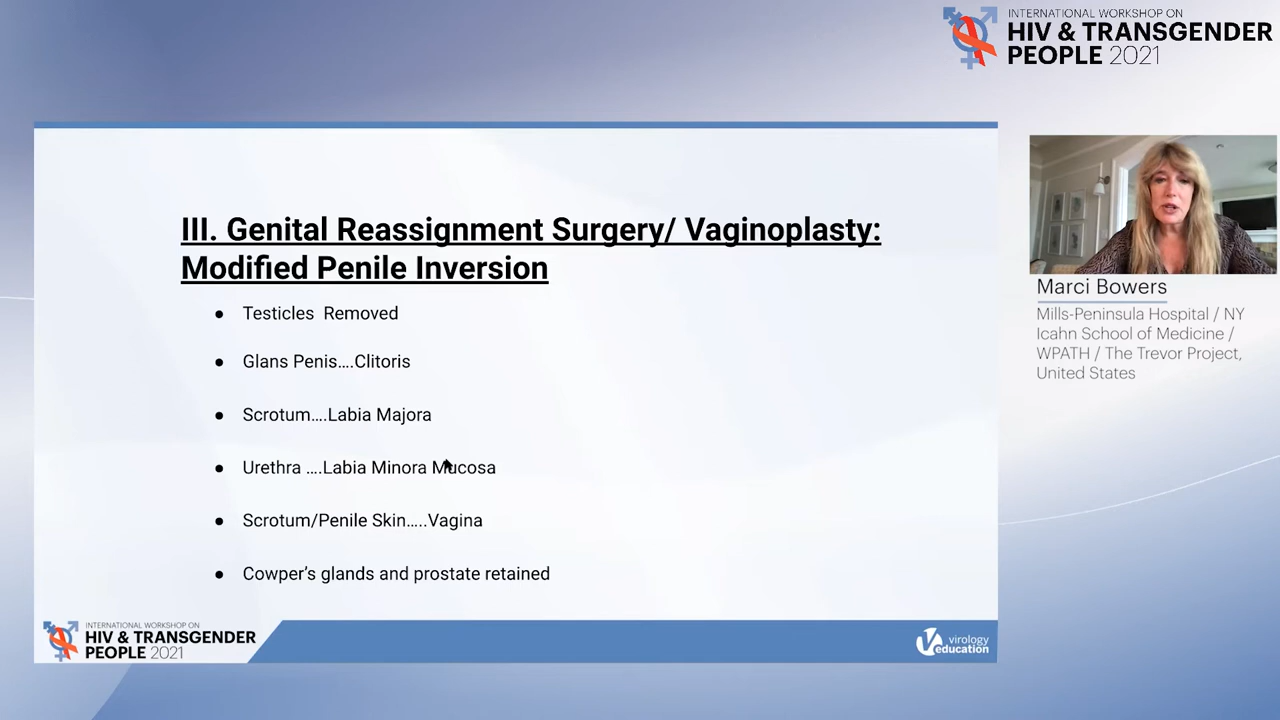 INTERNATIONAL WORKSHOP ON
HIV & TRANSGENDER
PEOPLE 2021
III. Genital Reassignment Surgery/ Vaginoplasty:
Modified Penile Inversion
● Testicles  Removed
● Glans Penis....Clitoris
● Scrotum....Labia Majora
● Urethra ....Labia Minora Mucosa
● Scrotum/Penile Skin.....Vagina
● Cowper's glands and prostate retained
Marci Bowers
Mills-Peninsula Hospital / NY
Icahn School of Medicine /
WPATH / The Trevor Project,
United States
INTERNATIONAL WORKSHOP ON
HIV & TRANSGENDER
PEOPLE 2021
virology
education